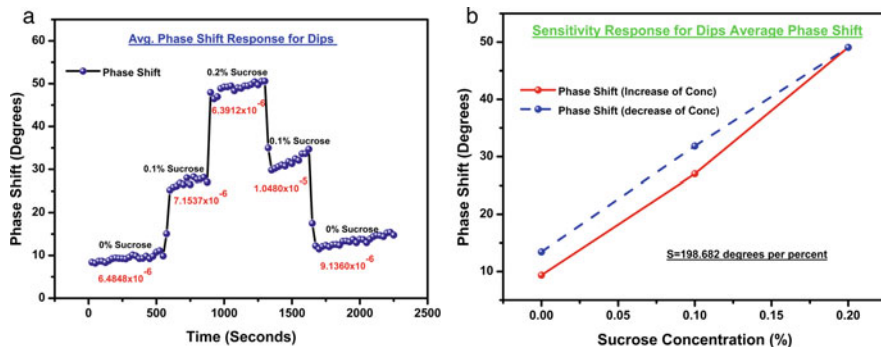 a
Avg. Phase Shift Response for Dips
Phase Shift
0.2% Sucrose
6.3912x10-6
0.1% Sucrose
7.1537x10-6
0.1% Sucrose
1.0480x10-5
0% Sucrose
6.4848x10-6
0% Sucrose
9.1360x10-6
Phase Shift (Degrees)
60
50
40
30
20
10
0
0 500 1000 1500 2000 2500
Time (Seconds)
b
Sensitivity Response for Dips Average Phase Shift
Phase Shift (Increase of Conc)
Phase Shift (decrease of Conc)
S=198.682 degrees per percent
Phase Shift (Degrees)
50
40
30
20
10
0.00 0.05 0.10 0.15 0.20
Sucrose Concentration (%)